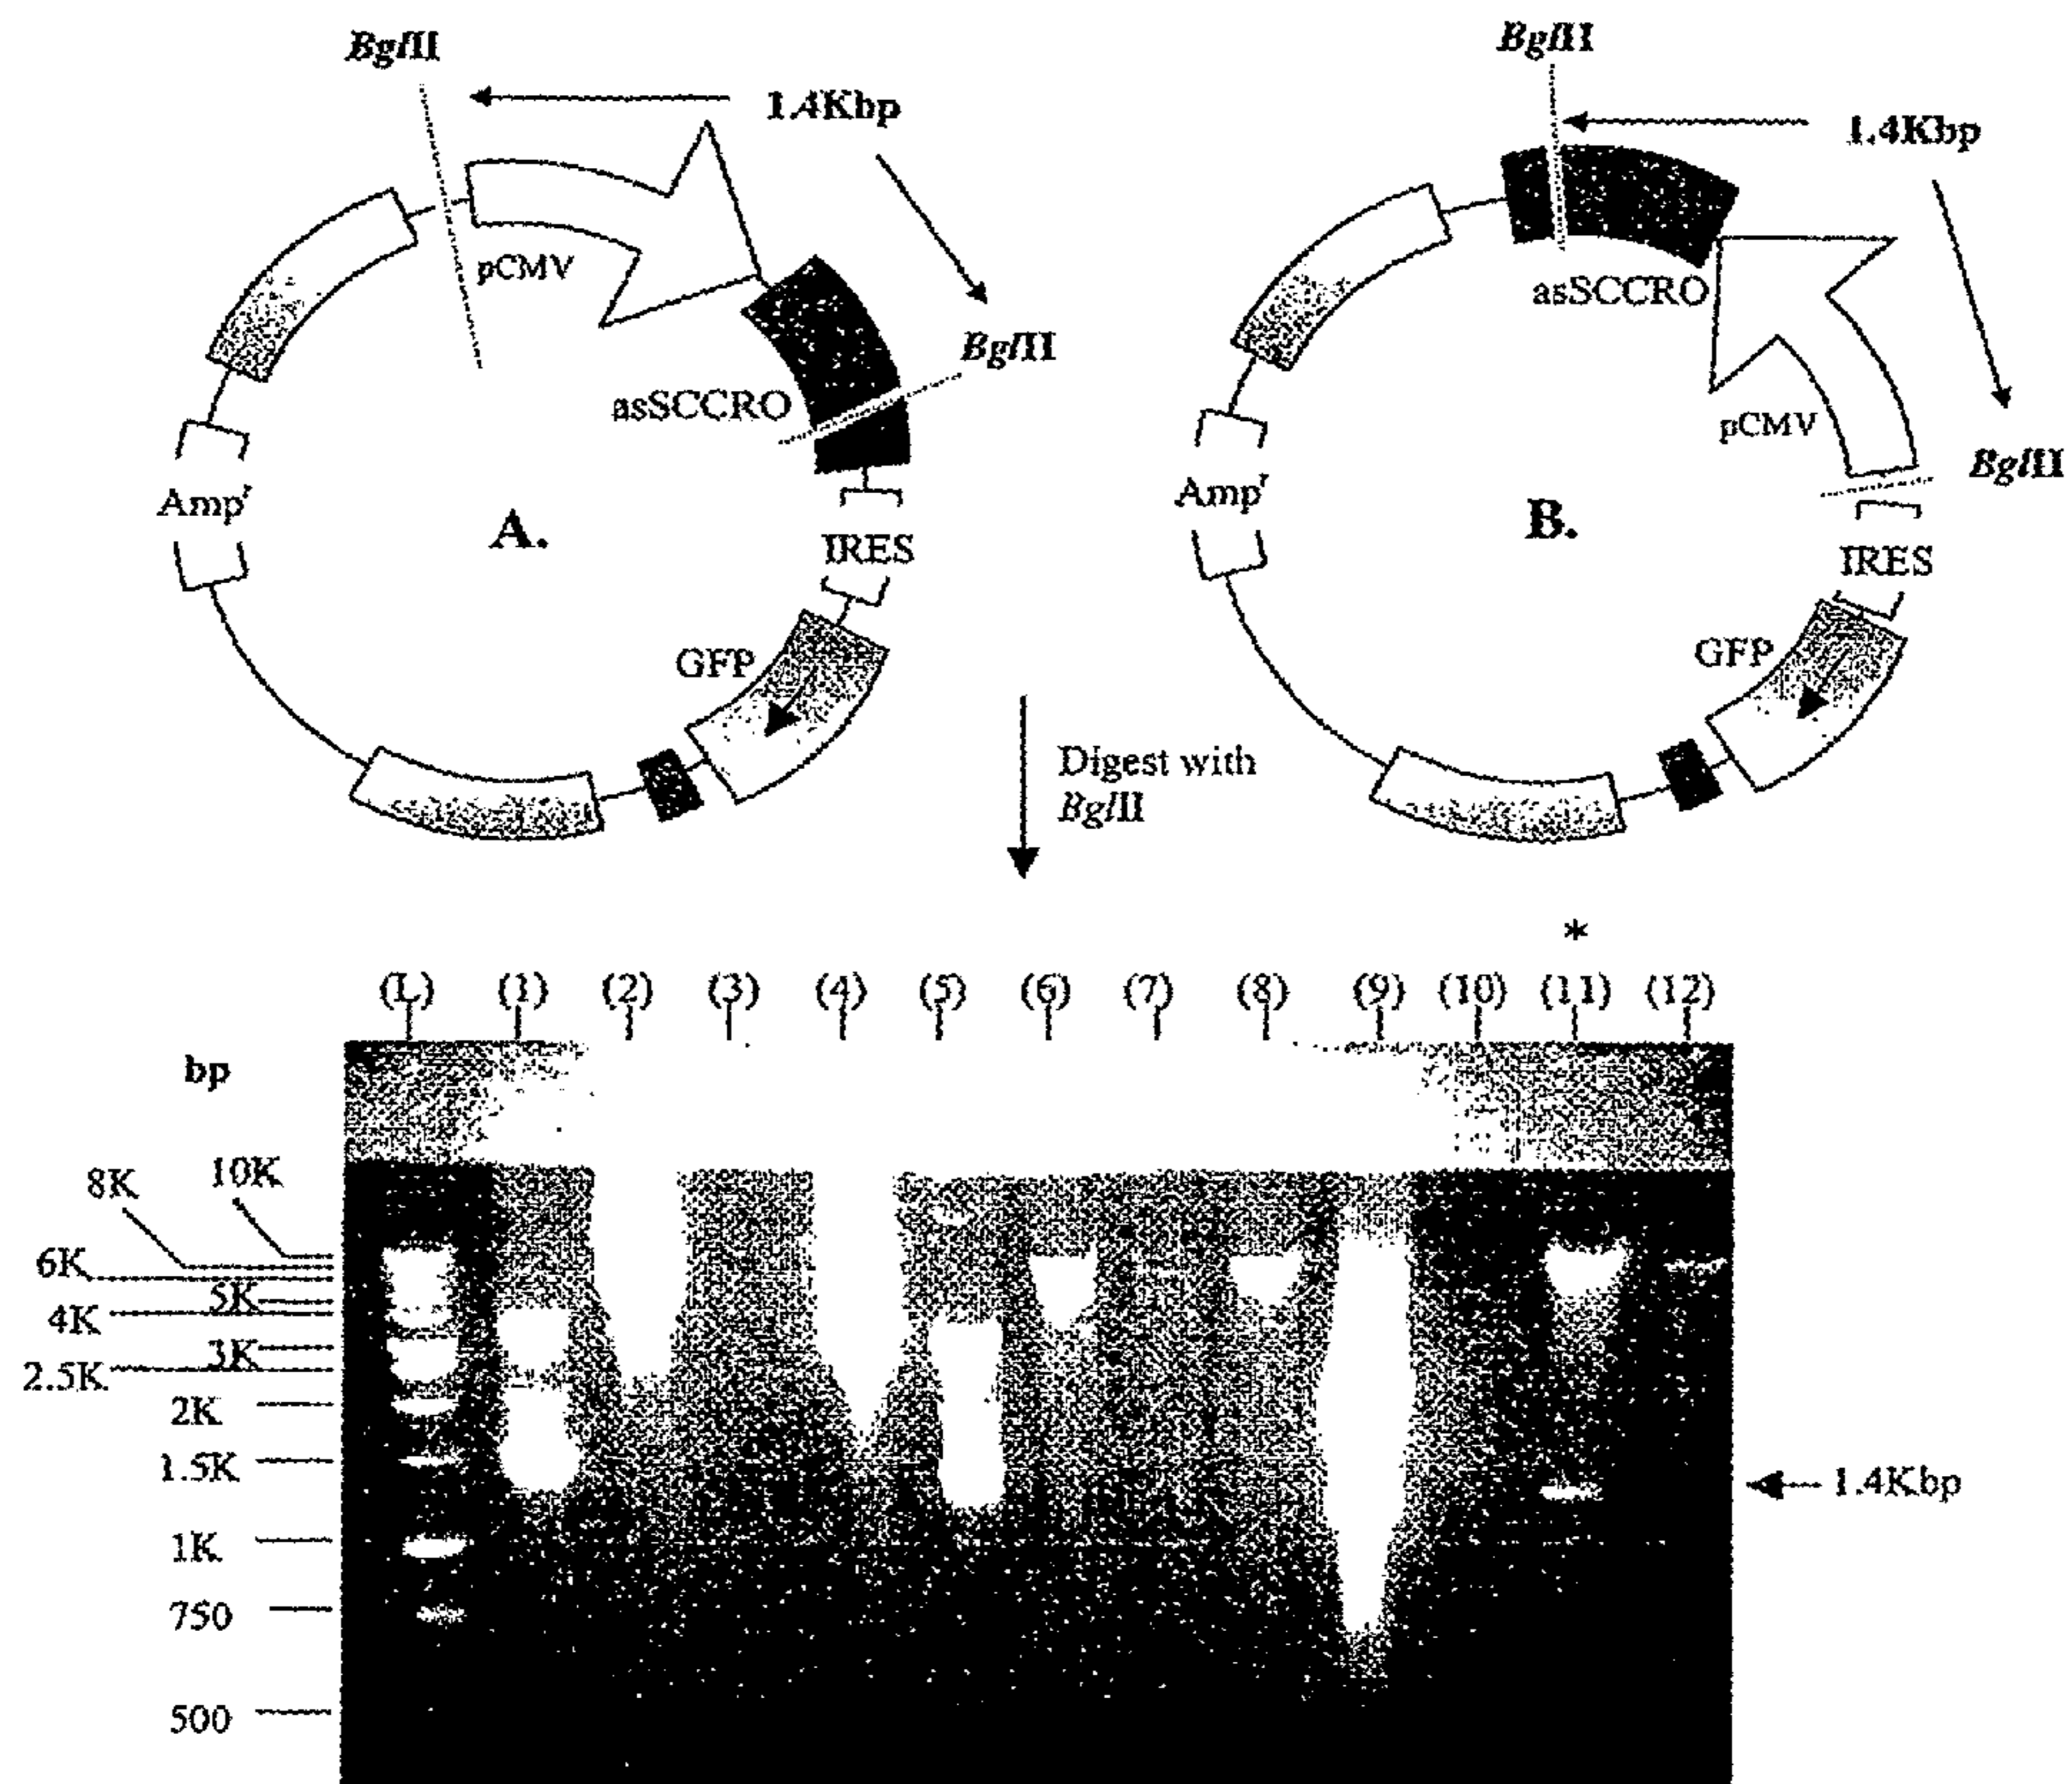 BglII
1.4Kbp
pCMV
BglII
asSCCRO
Ampʳ
A.
IRES
GFP
BglII
1.4Kbp
asSCCRO
pCMV
BglII
Ampʳ
B.
IRES
GFP
Digest with
BglII
*
(L) (1) (2) (3) (4) (5) (6) (7) (8) (9) (10) (11) (12)
bp
10K
8K
6K
5K
4K
3K
2.5K
2K
1.5K
1.4Kbp
1K
750
500